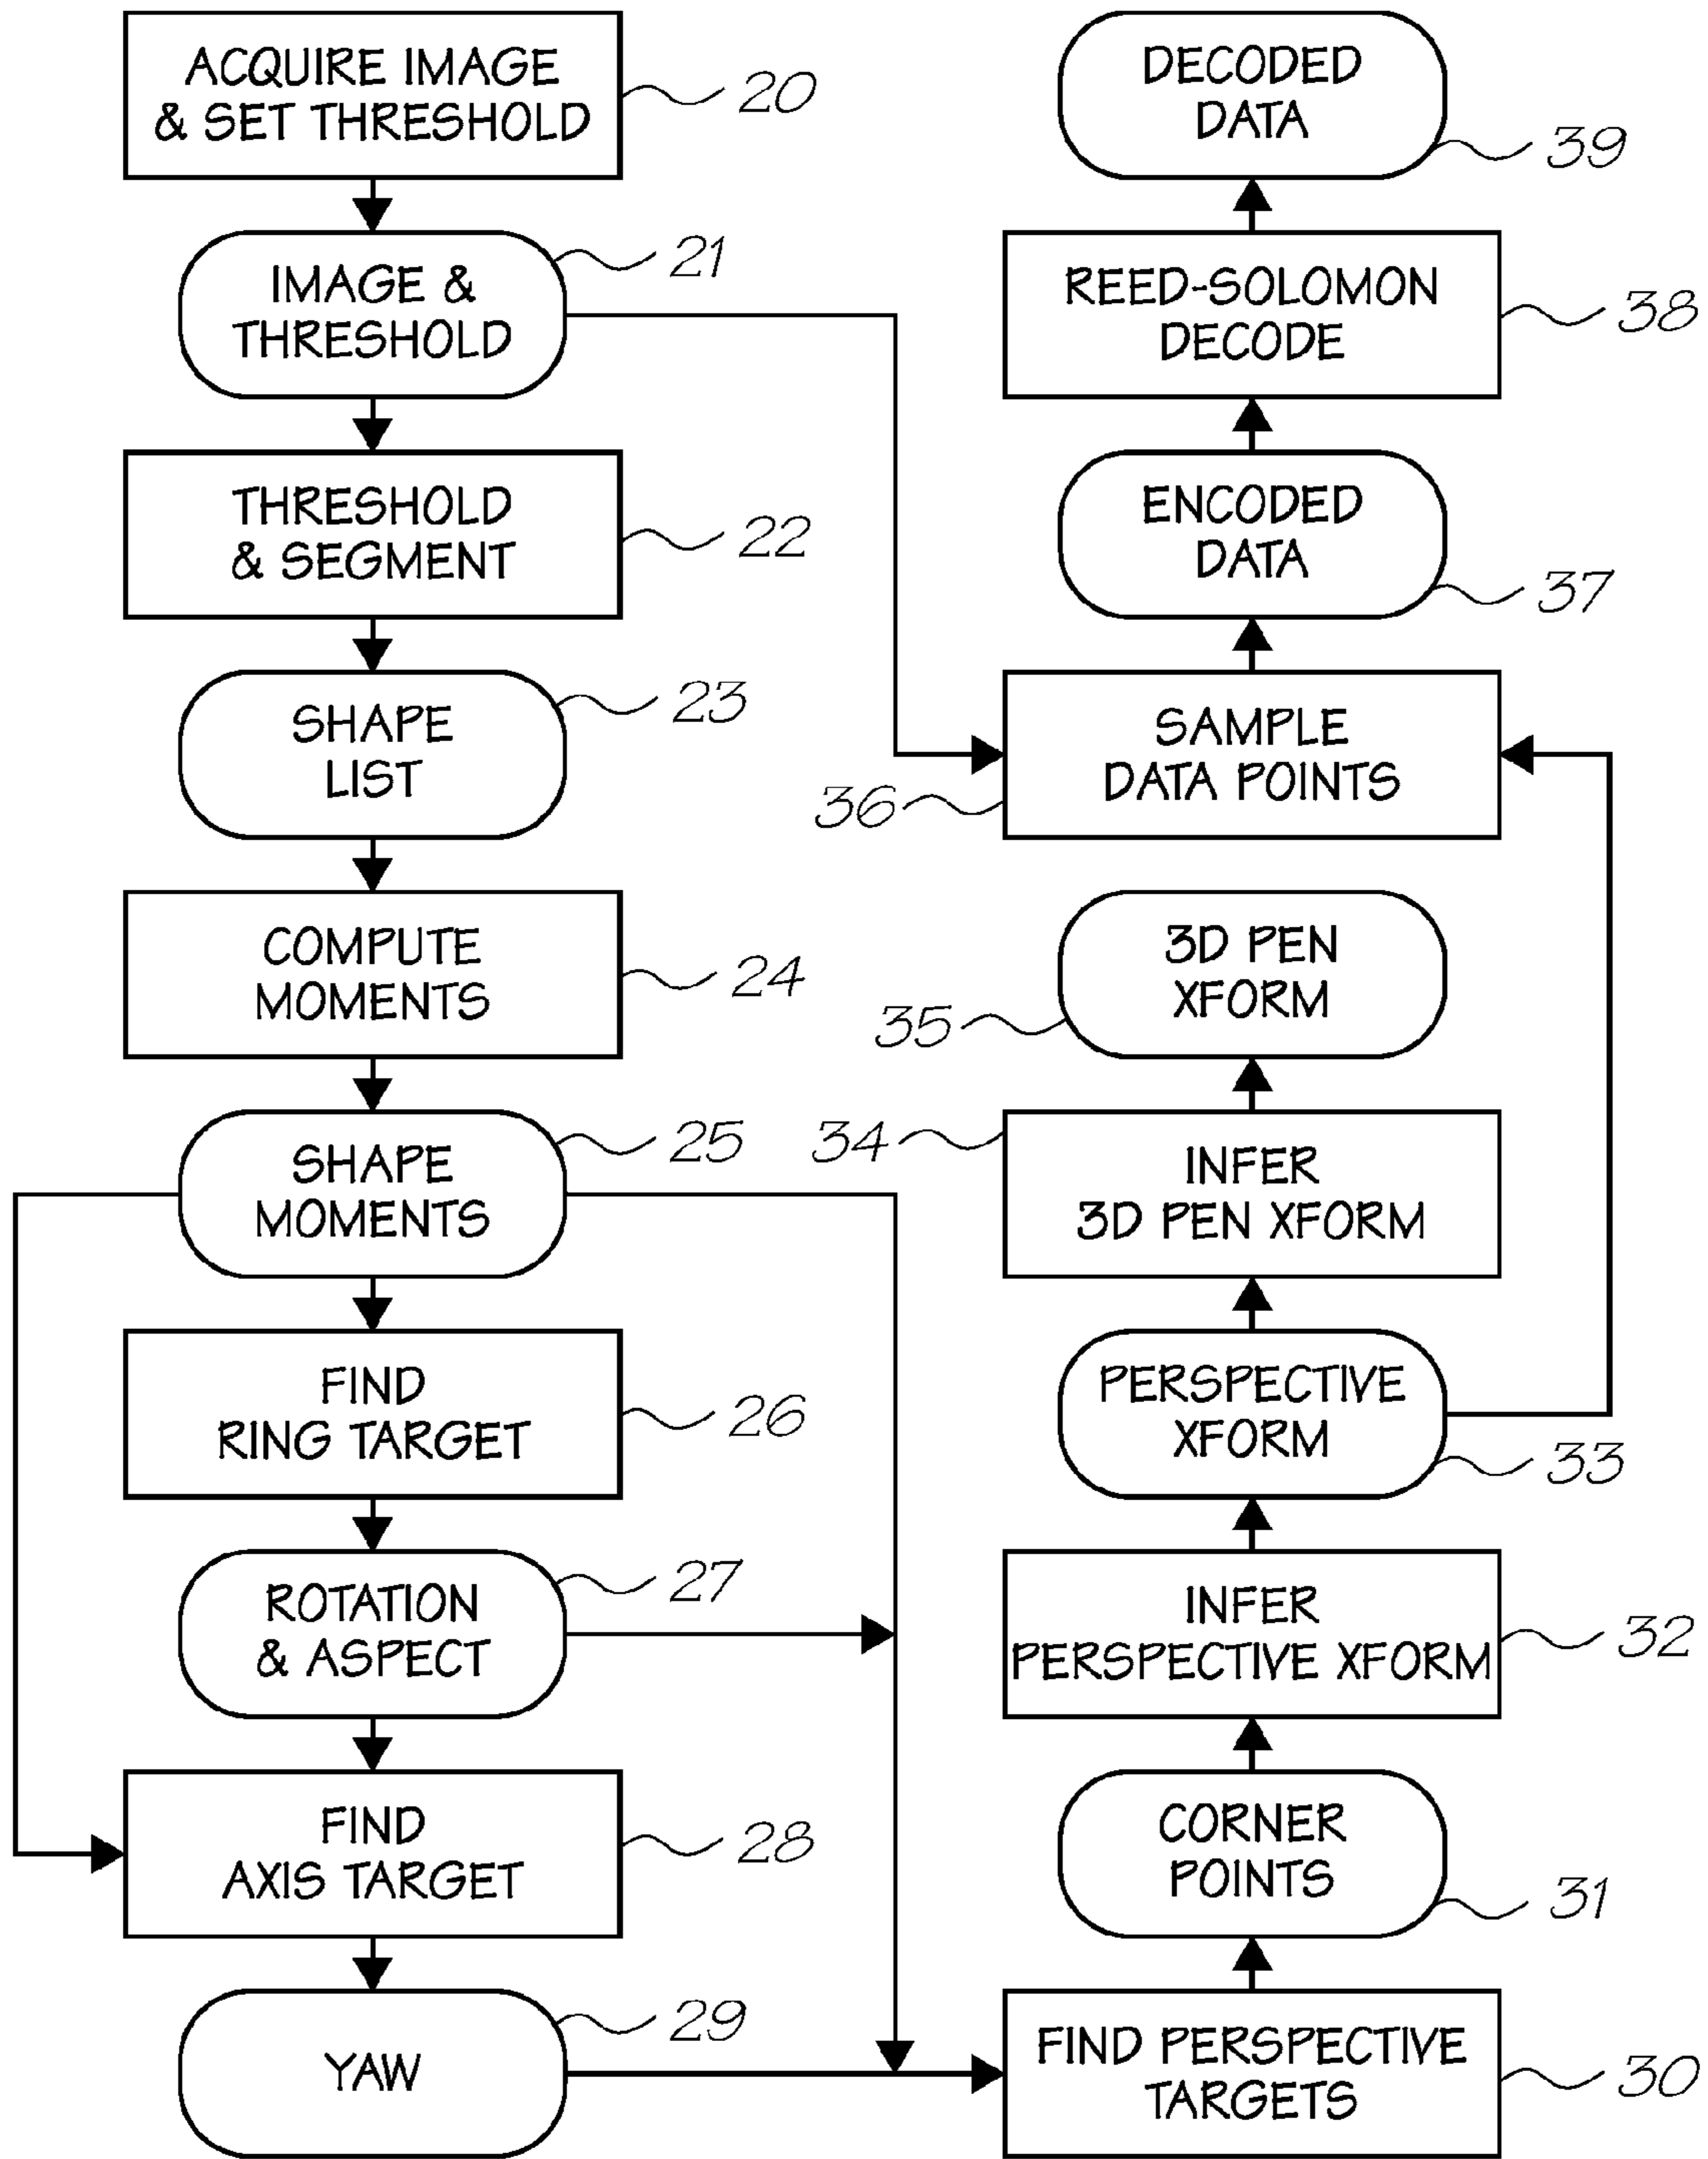 ACQUIRE IMAGE
& SET THRESHOLD
20
IMAGE &
THRESHOLD
21
THRESHOLD
& SEGMENT
22
SHAPE
LIST
23
COMPUTE
MOMENTS
24
SHAPE
MOMENTS
25
FIND
RING TARGET
26
ROTATION
& ASPECT
27
FIND
AXIS TARGET
28
YAW
29
DECODED
DATA
39
REED-SOLOMON
DECODE
38
ENCODED
DATA
37
SAMPLE
DATA POINTS
36
3D PEN
XFORM
35
34
INFER
3D PEN XFORM
PERSPECTIVE
XFORM
33
INFER
PERSPECTIVE XFORM
32
CORNER
POINTS
31
FIND PERSPECTIVE
TARGETS
30